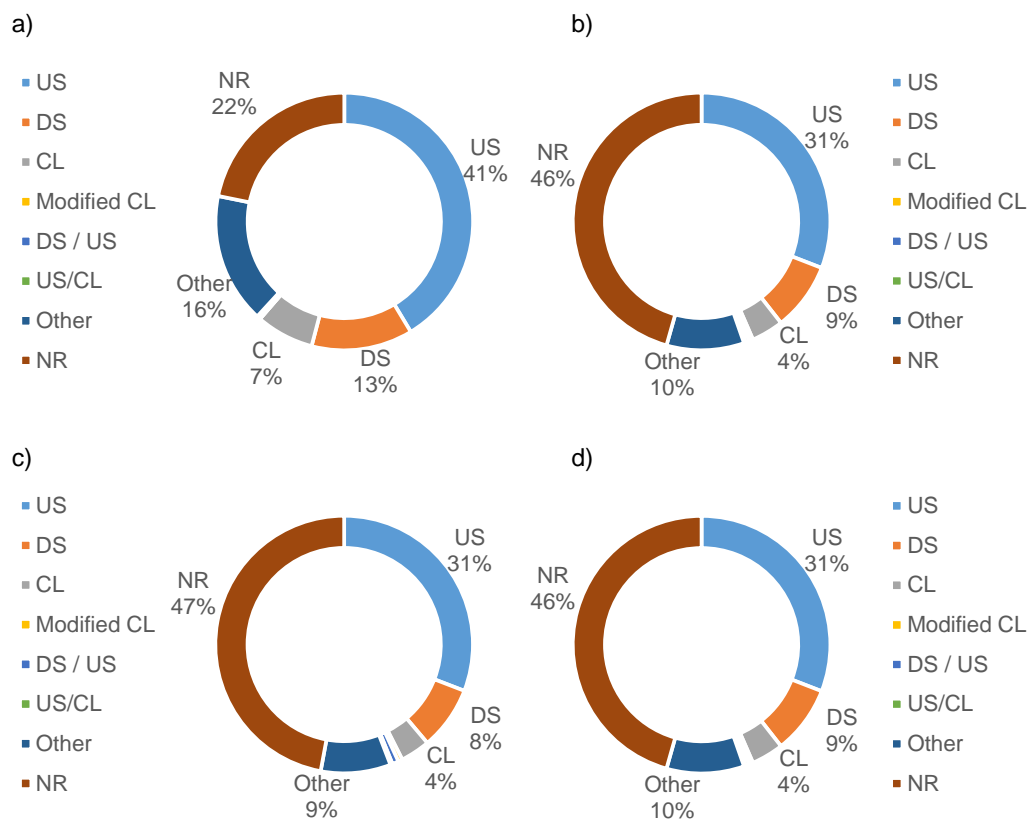 a)
US
DS
CL
Modified CL
DS / US
US/CL
Other
NR
NR
22%
US
41%
Other
16%
CL
7%
DS
13%
b)
NR
46%
US
31%
DS
9%
CL
4%
Other
10%
US
DS
CL
Modified CL
DS / US
US/CL
Other
NR
c)
US
DS
CL
Modified CL
DS / US
US/CL
Other
NR
US
31%
NR
47%
DS
8%
CL
4%
Other
9%
d)
US
31%
NR
46%
DS
9%
CL
4%
Other
10%
US
DS
CL
Modified CL
DS / US
US/CL
Other
NR